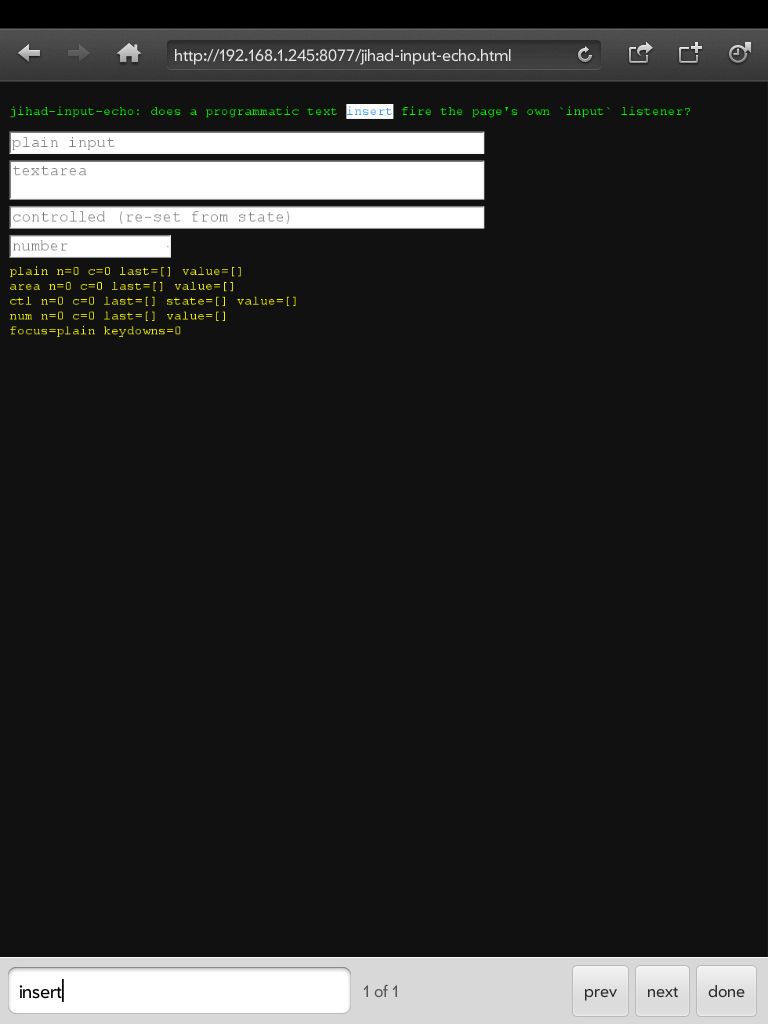 http://192.168.1.245:8077/jihad-input-echo.html
jihad-input-echo: does a programmatic text insert fire the page's own `input` listener?
plain input
textarea
controlled (re-set from state)
number
plain n=0 c=0 last=[] value=[]
area n=0 c=0 last=[] value=[]
ctl n=0 c=0 last=[] state=[] value=[]
num n=0 c=0 last=[] value=[]
focus=plain keydowns=0
insert 1 of 1 prev next done